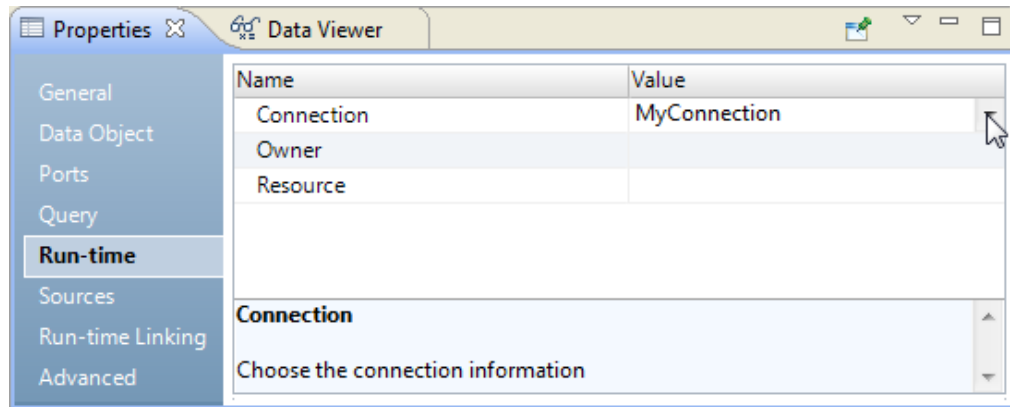 Properties Data Viewer
General
Data Object
Ports
Query
Run-time
Sources
Run-time Linking
Advanced
Name Value
Connection MyConnection
Owner
Resource
Connection
Choose the connection information